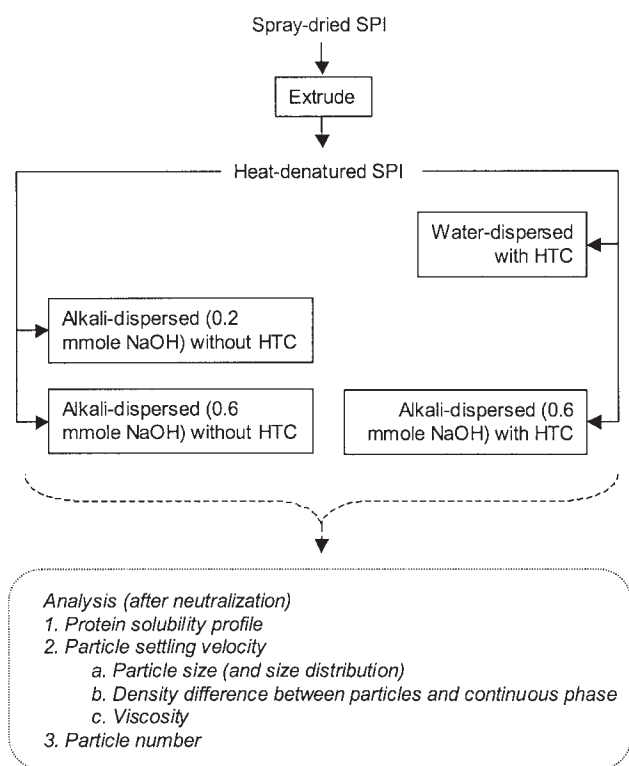 Spray-dried SPI
Extrude
Heat-denatured SPI
Water-dispersed
with HTC
Alkali-dispersed (0.2
mmole NaOH) without HTC
Alkali-dispersed (0.6
mmole NaOH) without HTC
Alkali-dispersed (0.6
mmole NaOH) with HTC
Analysis (after neutralization)
1. Protein solubility profile
2. Particle settling velocity
a. Particle size (and size distribution)
b. Density difference between particles and continuous phase
c. Viscosity
3. Particle number